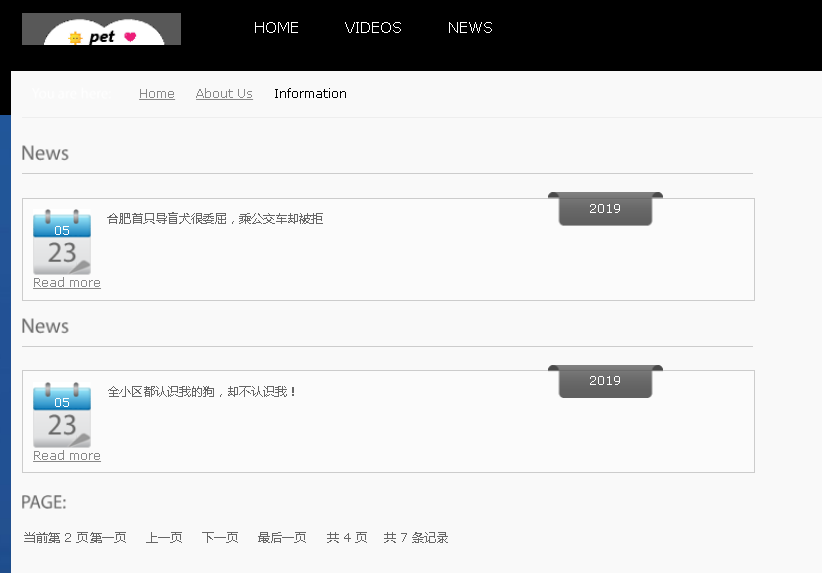 pet HOME VIDEOS NEWS
Home About Us Information
News
2019
05
23
合肥首只导盲犬很委屈，乘公交车却被拒
Read more
News
2019
05
23
全小区都认识我的狗，却不认识我！
Read more
PAGE:
当前第 2 页第一页 上一页 下一页 最后一页 共 4 页 共 7 条记录